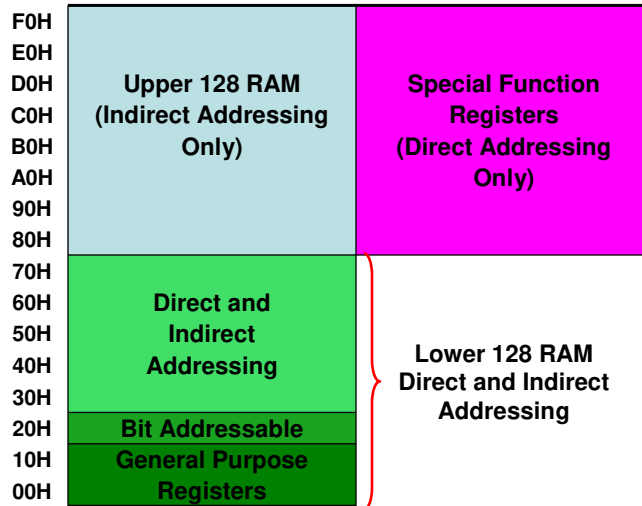 F0H
E0H
D0H
C0H
B0H
A0H
90H
80H
70H
60H
50H
40H
30H
20H
10H
00H
Upper 128 RAM
(Indirect Addressing
Only)
Special Function
Registers
(Direct Addressing
Only)
Direct and
Indirect
Addressing
Bit Addressable
General Purpose
Registers
Lower 128 RAM
Direct and Indirect
Addressing